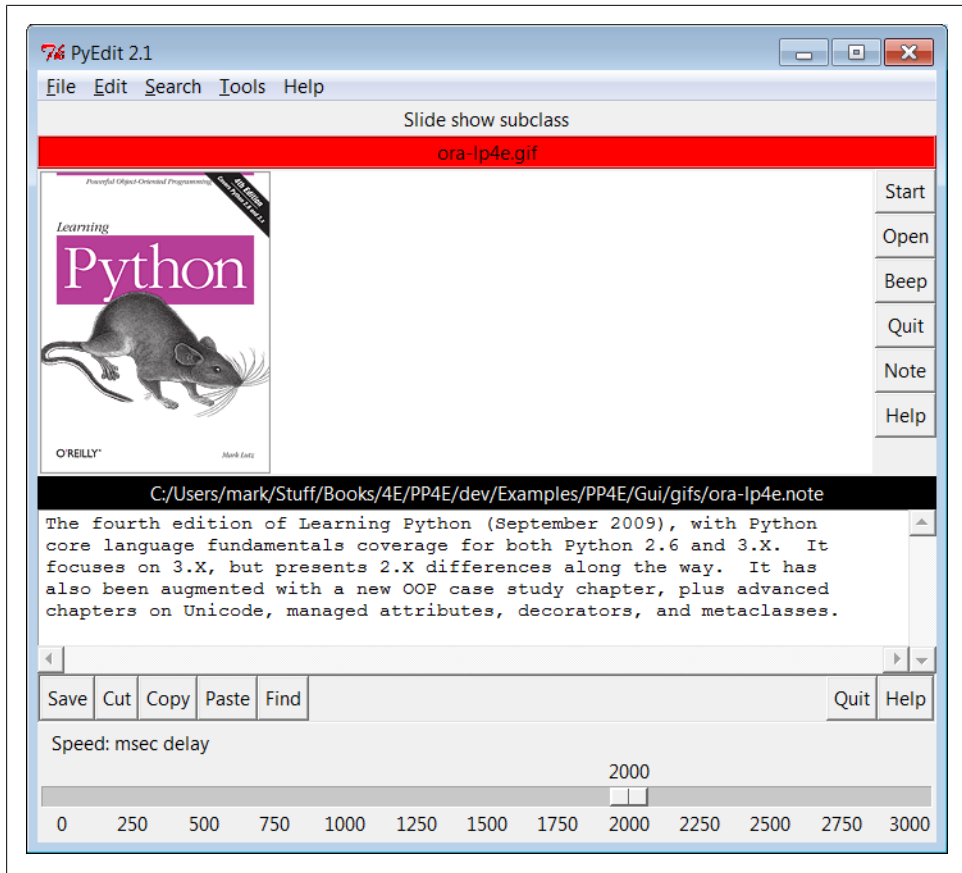 PyEdit 2.1
File Edit Search Tools Help
Slide show subclass
ora-lp4e.gif
Powerful Object-Oriented Programming
4th Edition
Covers Python 2.6 and 3.x
Learning
Python
O'REILLY®
Mark Lutz
Start
Open
Beep
Quit
Note
Help
C:/Users/mark/Stuff/Books/4E/PP4E/dev/Examples/PP4E/Gui/gifs/ora-lp4e.note
The fourth edition of Learning Python (September 2009), with Python
core language fundamentals coverage for both Python 2.6 and 3.X. It
focuses on 3.X, but presents 2.X differences along the way. It has
also been augmented with a new OOP case study chapter, plus advanced
chapters on Unicode, managed attributes, decorators, and metaclasses.
Save Cut Copy Paste Find Quit Help
Speed: msec delay
2000
0 250 500 750 1000 1250 1500 1750 2000 2250 2500 2750 3000